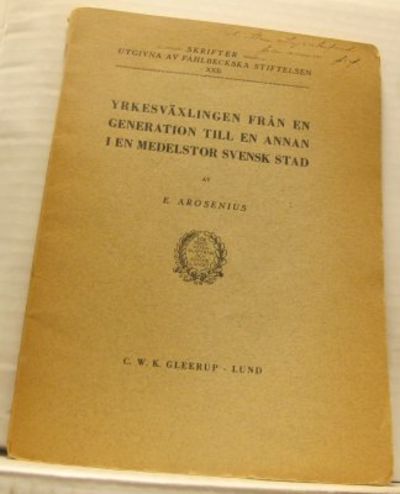 SKRIFTER
UTGIVNA AV FAHLBECKSKA STIFTELSEN
XXII
YRKESVÄXLINGEN FRÅN EN
GENERATION TILL EN ANNAN
I EN MEDELSTOR SVENSK STAD
AV
E. AROSENIUS
C. W. K. GLEERUP - LUND